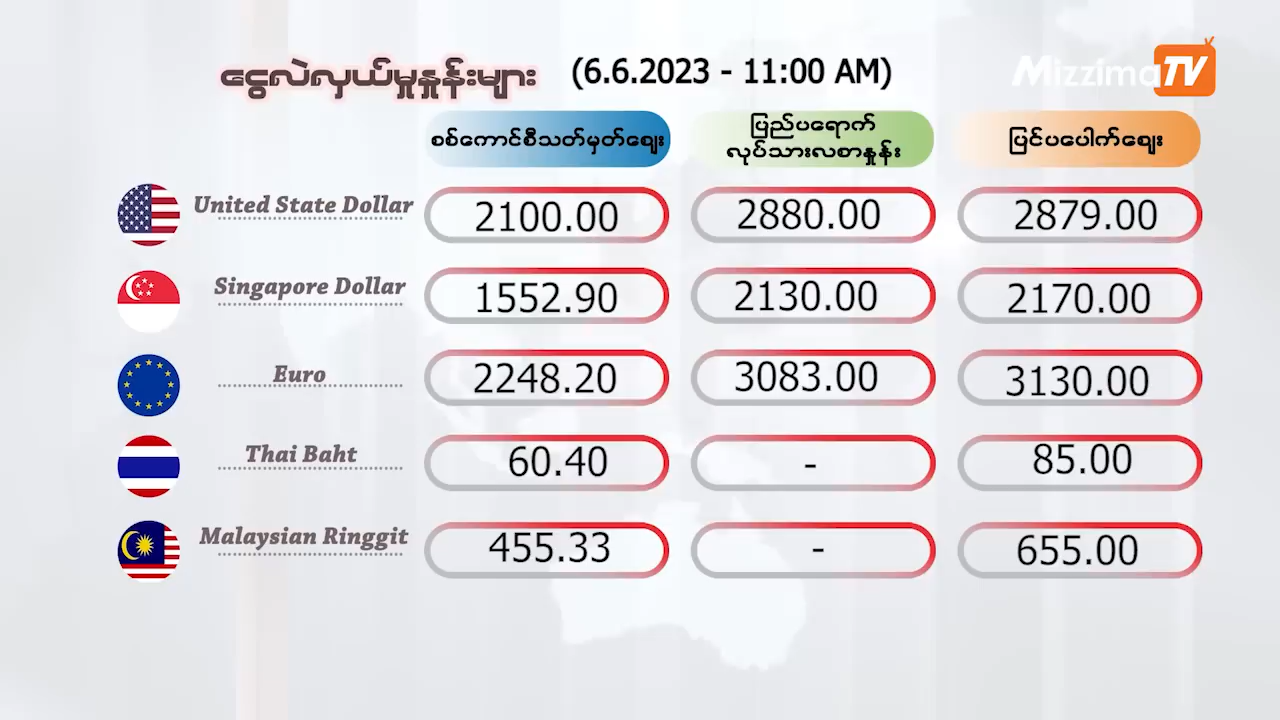 ငွေလဲလှယ်မှုနှုန်းများ (6.6.2023 - 11:00 AM)
MizzimaTV
စစ်ကောင်စီသတ်မှတ်ဈေး
ပြည်ပရောက်
လုပ်သားလစာနှုန်း
ပြင်ပပေါက်ဈေး
United State Dollar 2100.00 2880.00 2879.00
Singapore Dollar 1552.90 2130.00 2170.00
Euro 2248.20 3083.00 3130.00
Thai Baht 60.40 - 85.00
Malaysian Ringgit 455.33 - 655.00